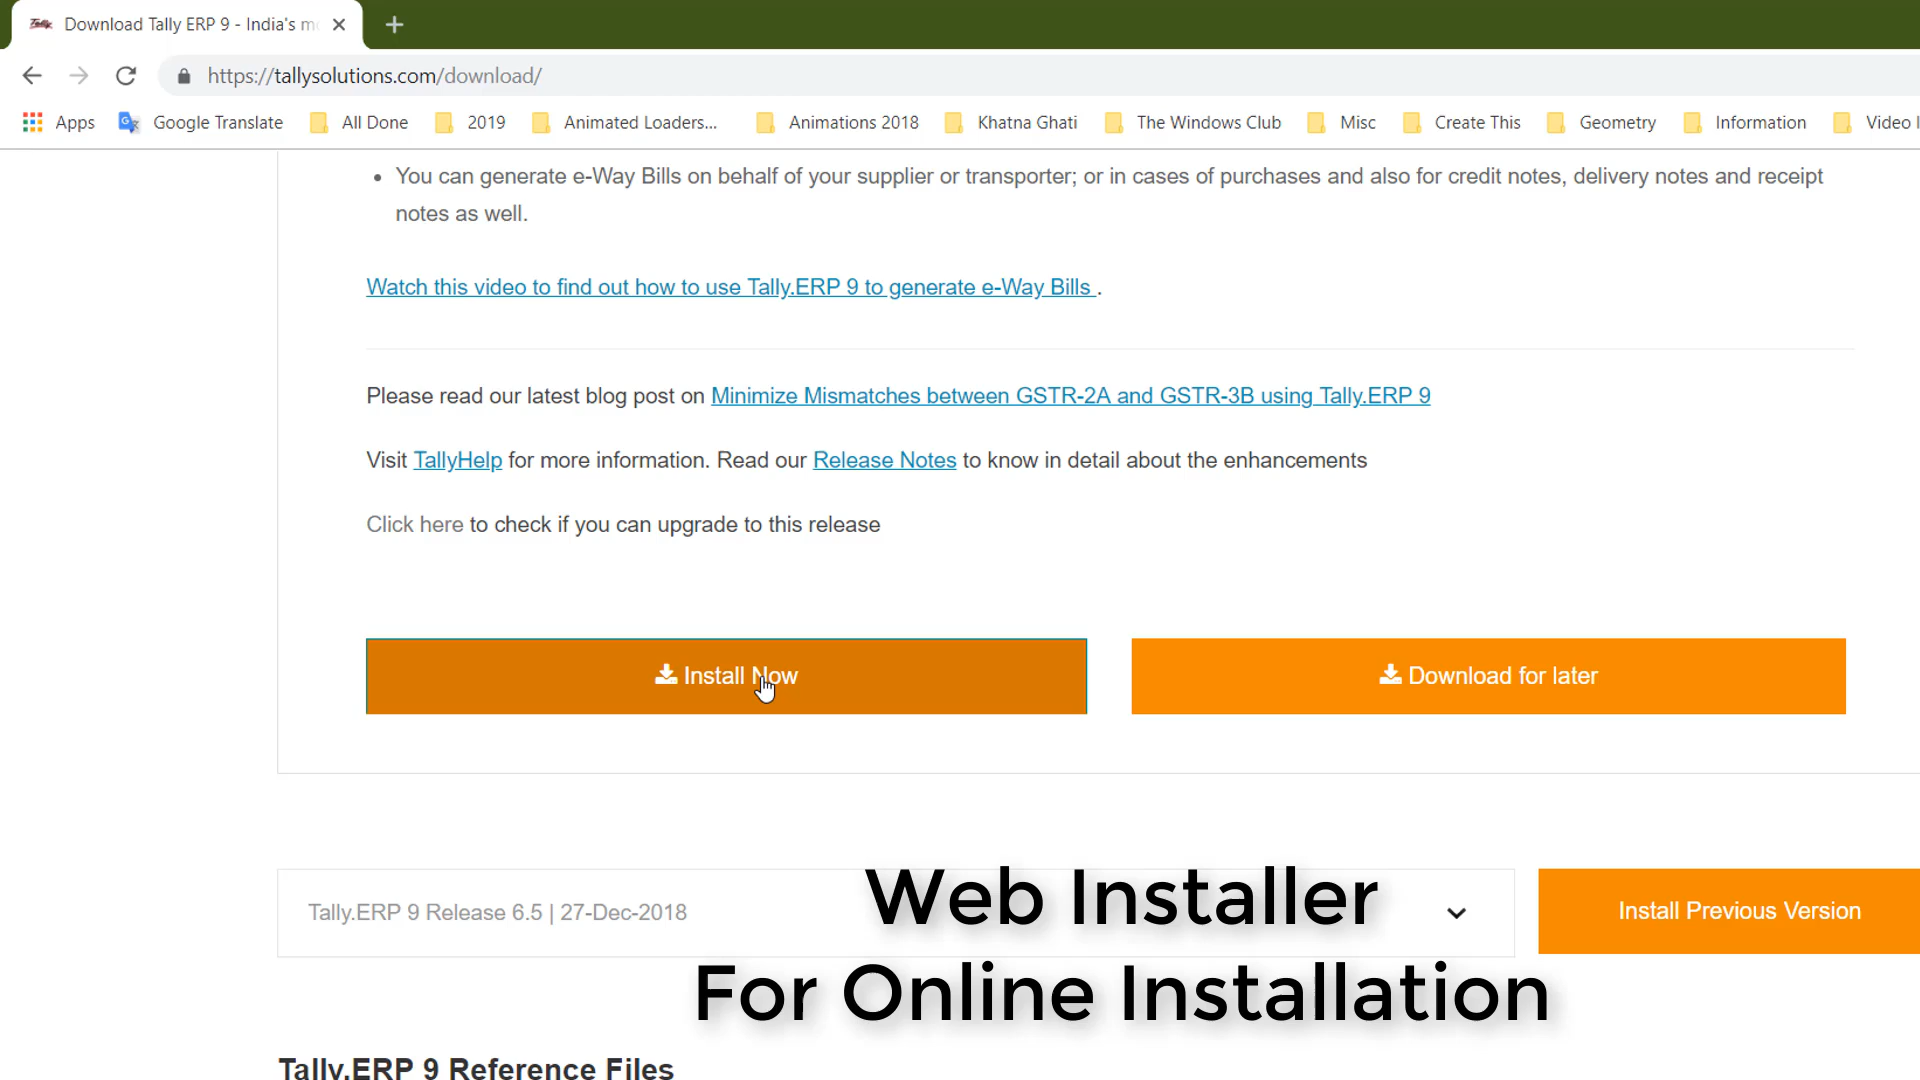 Download Tally ERP 9 - India's m
https://tallysolutions.com/download/
Apps Google Translate All Done 2019 Animated Loaders... Animations 2018 Khatna Ghati The Windows Club Misc Create This Geometry Information Video
You can generate e-Way Bills on behalf of your supplier or transporter; or in cases of purchases and also for credit notes, delivery notes and receipt
notes as well.
Watch this video to find out how to use Tally.ERP 9 to generate e-Way Bills .
Please read our latest blog post on Minimize Mismatches between GSTR-2A and GSTR-3B using Tally.ERP 9
Visit TallyHelp for more information. Read our Release Notes to know in detail about the enhancements
Click here to check if you can upgrade to this release
Install Now Download for later
Tally.ERP 9 Release 6.5 | 27-Dec-2018
Install Previous Version
Web Installer
For Online Installation
Tally.ERP 9 Reference Files